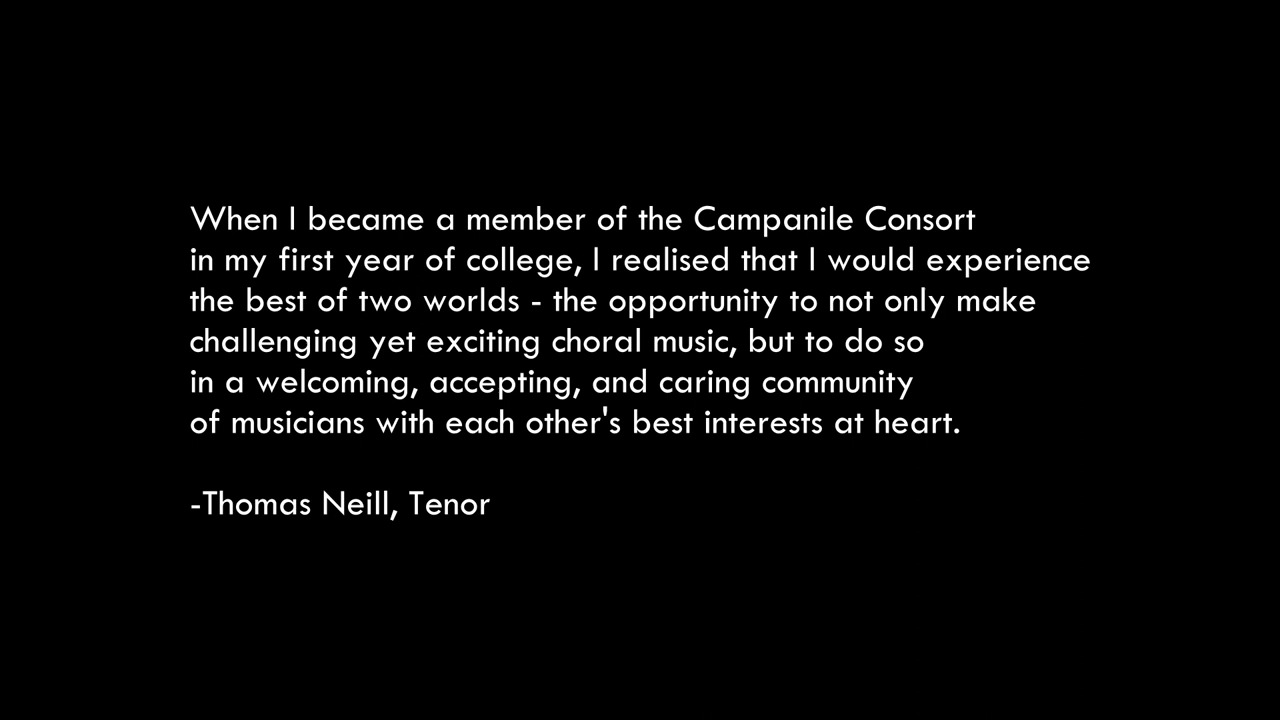 When I became a member of the Campanile Consort
in my first year of college, I realised that I would experience
the best of two worlds - the opportunity to not only make
challenging yet exciting choral music, but to do so
in a welcoming, accepting, and caring community
of musicians with each other's best interests at heart.
-Thomas Neill, Tenor